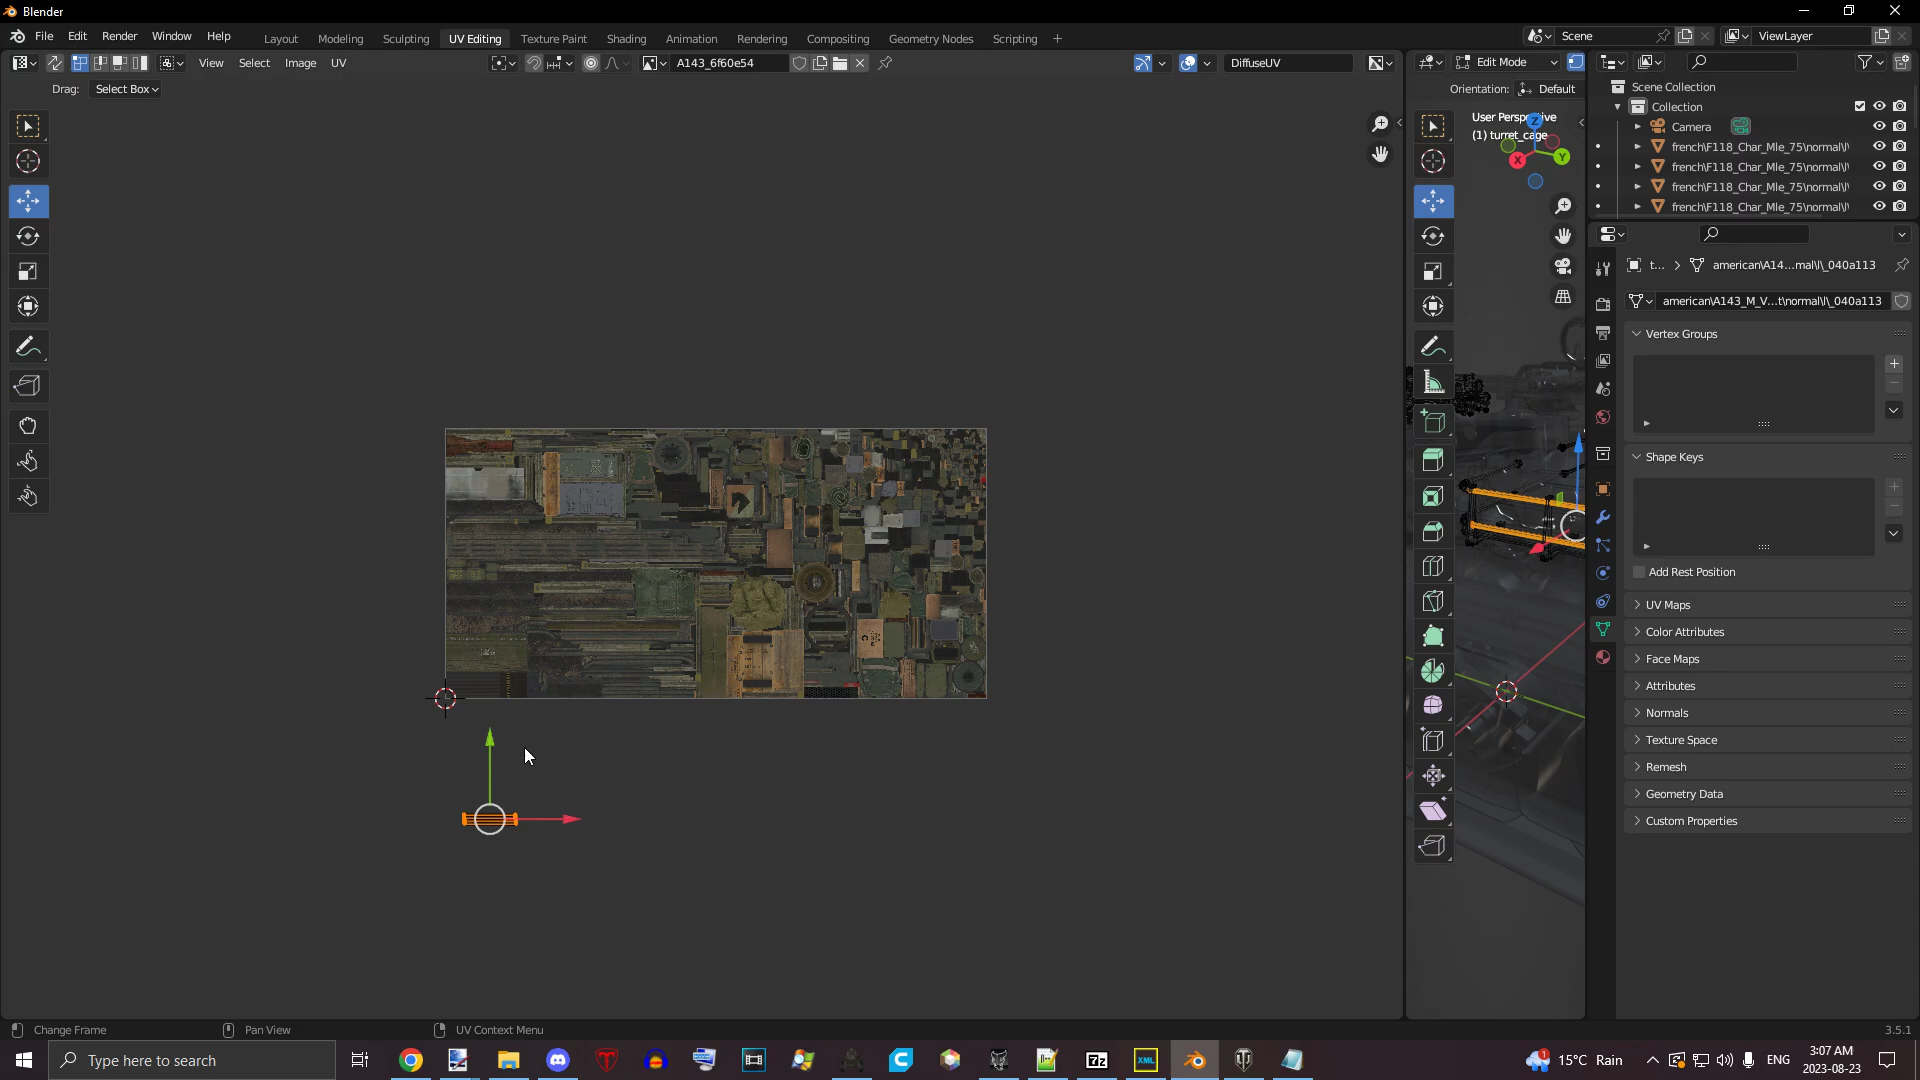 Blender
File Edit Render Window Help
Layout Modeling Sculpting UV Editing Texture Paint Shading Animation Rendering Compositing Geometry Nodes Scripting +
Scene
ViewLayer
View Select Image UV
A143_6f60e54
DiffuseUV
Edit Mode
Drag: Select Box
Orientation: Default
User Perspective
(1) turret_cage
Z
X
Y
Scene Collection
Collection
Camera
french\F118_Char_Mle_75\normal\l\
french\F118_Char_Mle_75\normal\l\
french\F118_Char_Mle_75\normal\l\
french\F118_Char_Mle_75\normal\l\
t... > american\A14...mal\l\_040a113
american\A143_M_V...t\normal\l\_040a113
Vertex Groups
Shape Keys
Add Rest Position
UV Maps
Color Attributes
Face Maps
Attributes
Normals
Texture Space
Remesh
Geometry Data
Custom Properties
Change Frame
Pan View
UV Context Menu
3.5.1
Type here to search
7z
XML
1
15°C Rain
ENG
3:07 AM
2023-08-23